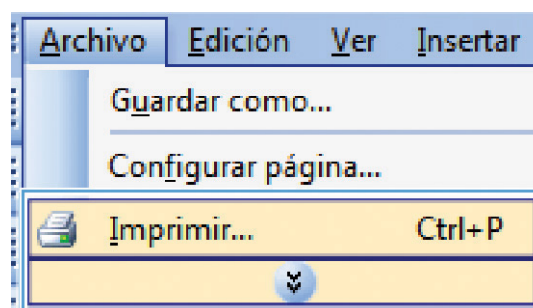 Archivo Edición Ver Insertar
Guardar como...
Configurar página...
Imprimir... Ctrl+P